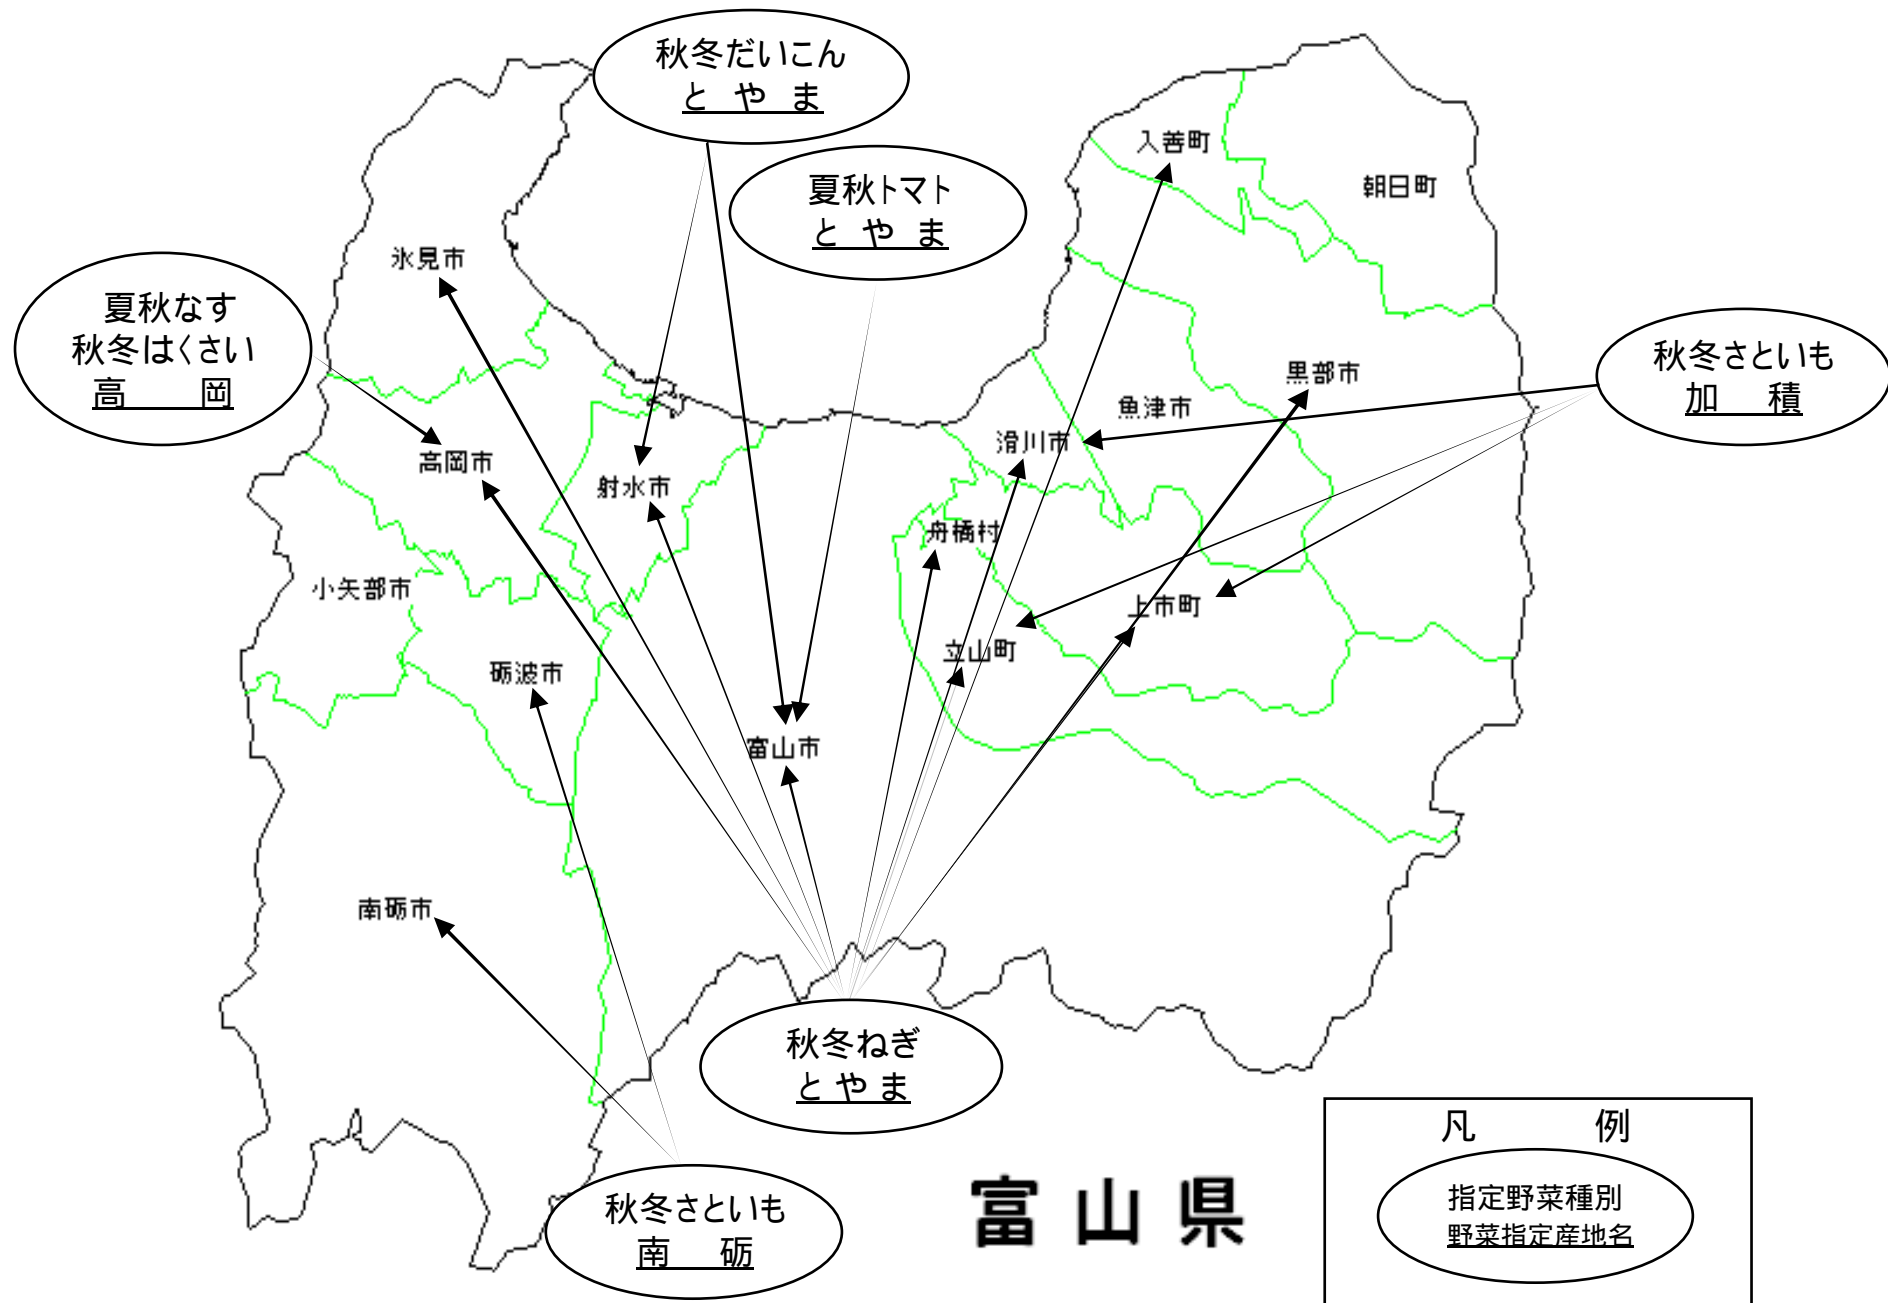 秋冬だいこん
と や ま
夏秋トマト
と や ま
入善町
朝日町
氷見市
夏秋なす
秋冬はくさい
高 岡
秋冬さといも
加 積
黒部市
魚津市
滑川市
高岡市
射水市
舟橋村
小矢部市
上市町
立山町
砺波市
富山市
南砺市
秋冬ねぎ
と や ま
秋冬さといも
南 砺
富 山 県
凡 例
指定野菜種別
野菜指定産地名